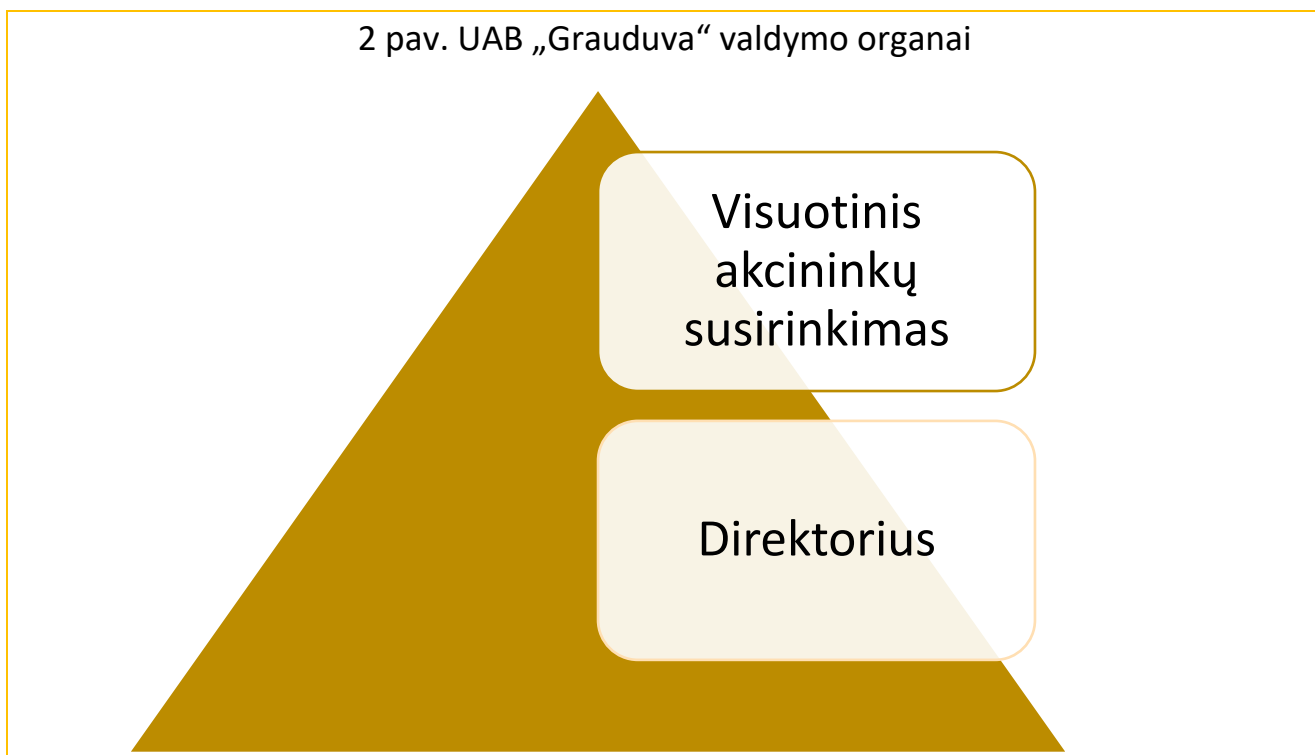 2 pav. UAB „Grauduva“ valdymo organai
Visuotinis
akcininkų
susirinkimas
Direktorius